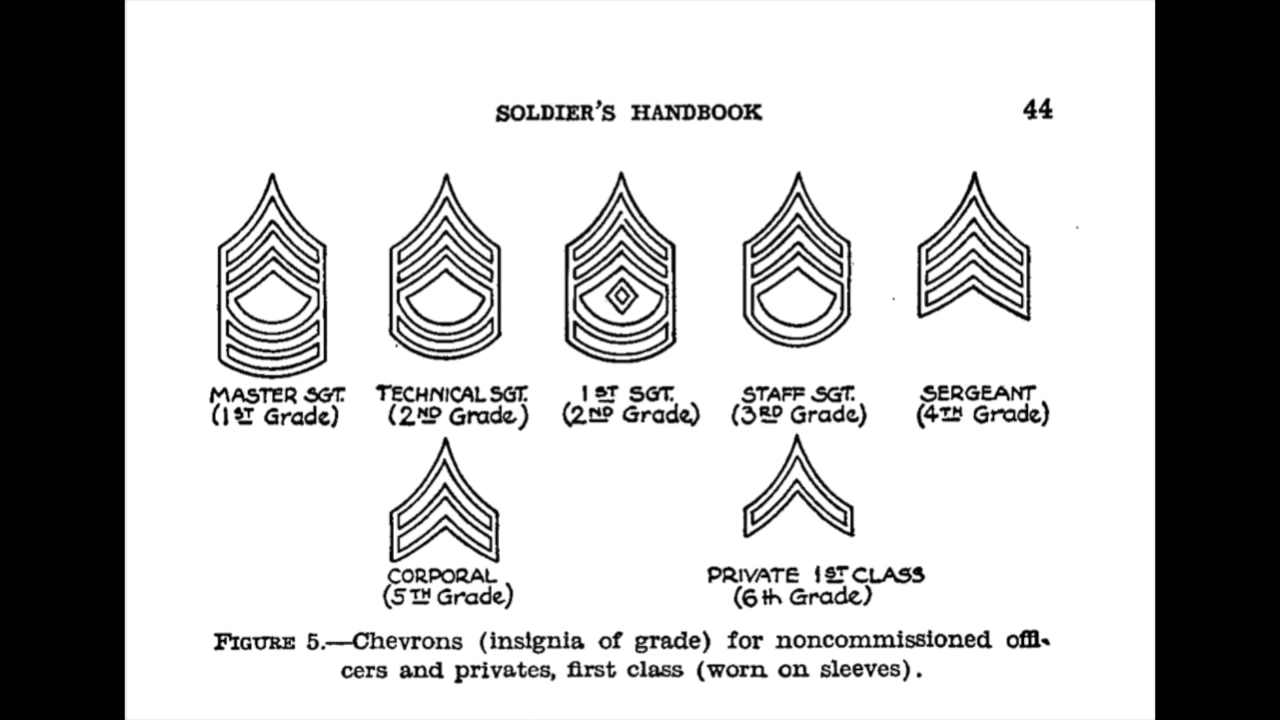 SOLDIER'S HANDBOOK 44
MASTER SGT. TECHNICAL SGT. 1ST SGT. STAFF SGT. SERGEANT
(1ST Grade) (2ND Grade) (2ND Grade) (3RD Grade) (4TH Grade)
CORPORAL PRIVATE 1ST CLASS
(5TH Grade) (6th Grade)
FIGURE 5.—Chevrons (insignia of grade) for noncommissioned offi-
cers and privates, first class (worn on sleeves).